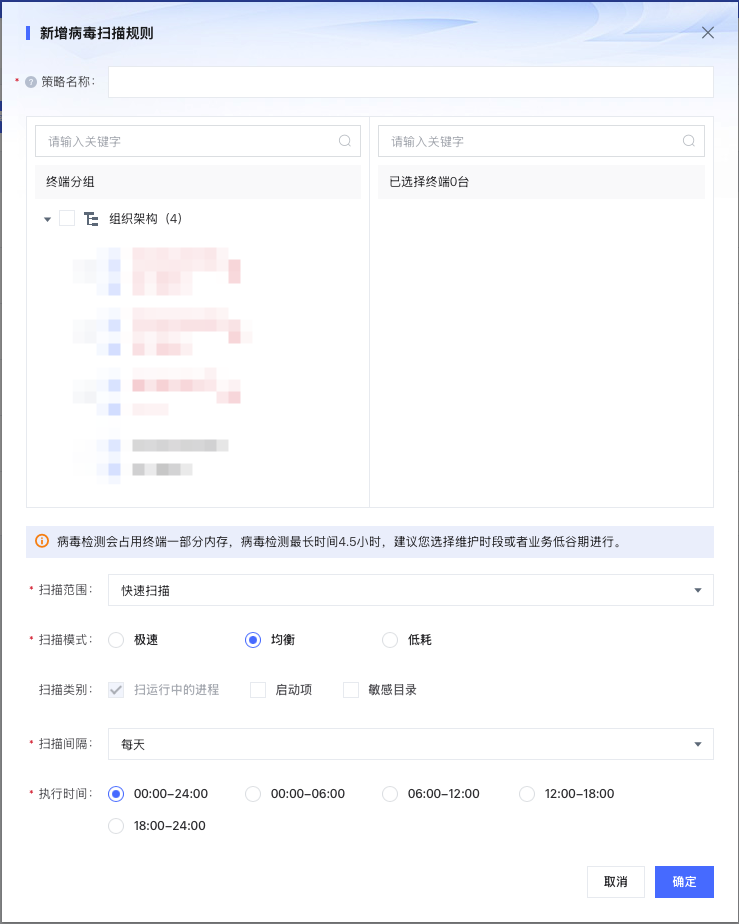 新增病毒扫描规则
* ? 策略名称:
请输入关键字
请输入关键字
终端分组
已选择终端0台
组织架构 (4)
病毒检测会占用终端一部分内存，病毒检测最长时间4.5小时，建议您选择维护时段或者业务低谷期进行。
* 扫描范围: 快速扫描
* 扫描模式: 极速 均衡 低耗
扫描类别: 扫运行中的进程 启动项 敏感目录
* 扫描间隔: 每天
* 执行时间: 00:00-24:00 00:00-06:00 06:00-12:00 12:00-18:00
18:00-24:00
取消 确定